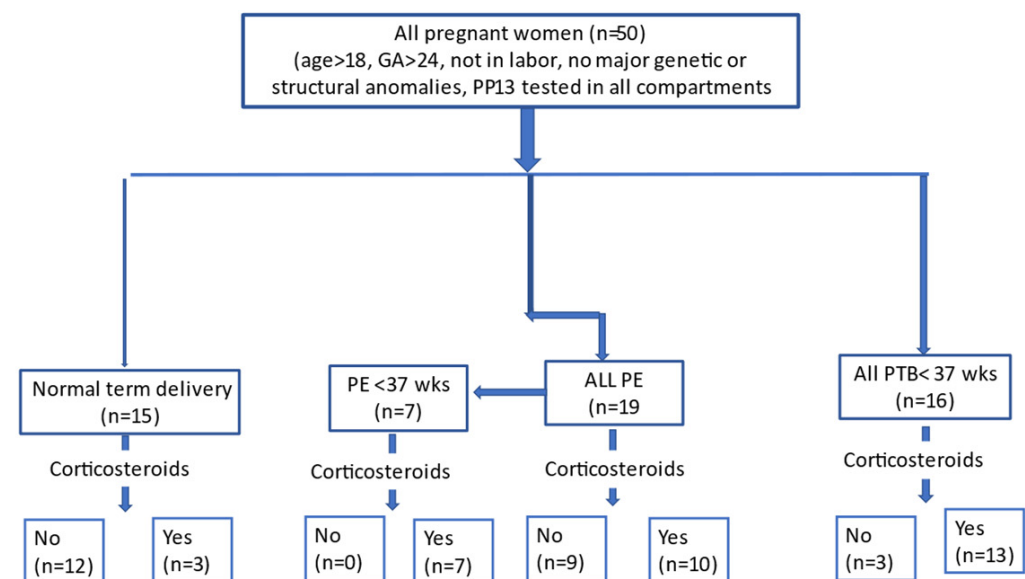 All pregnant women (n=50)
(age>18, GA>24, not in labor, no major genetic or
structural anomalies, PP13 tested in all compartments
Normal term delivery
(n=15)
PE <37 wks
(n=7)
ALL PE
(n=19
All PTB< 37 wks
(n=16)
Corticosteroids
Corticosteroids
Corticosteroids
Corticosteroids
No
(n=12)
Yes
(n=3)
No
(n=0)
Yes
(n=7)
No
(n=9)
Yes
(n=10)
No
(n=3)
Yes
(n=13)